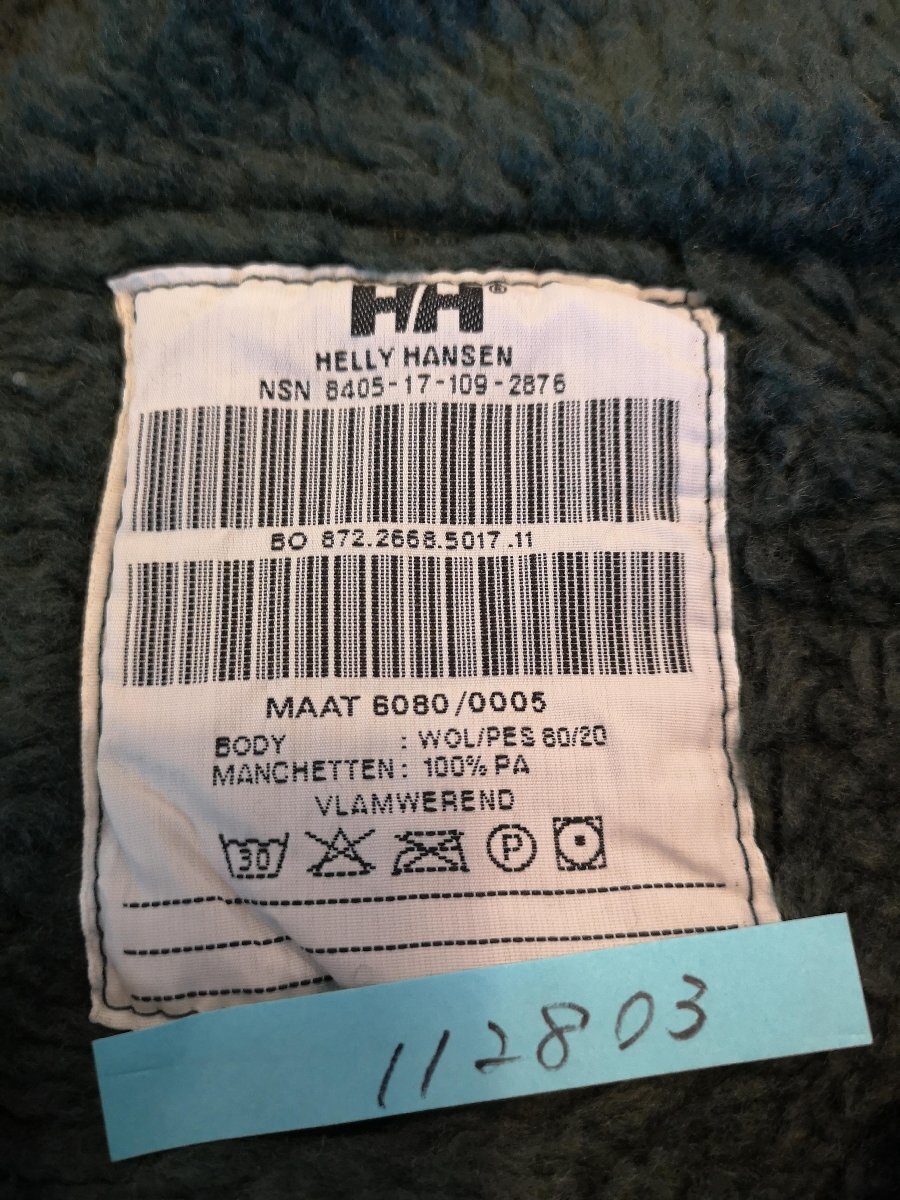 HH®
HELLY HANSEN
NSN 8405-17-109-2876
BO 872.2668.5017.11
MAAT 6080/0005
BODY : WOL/PES 80/20
MANCHETTEN: 100% PA
VLAMWEREND
30 P
112803